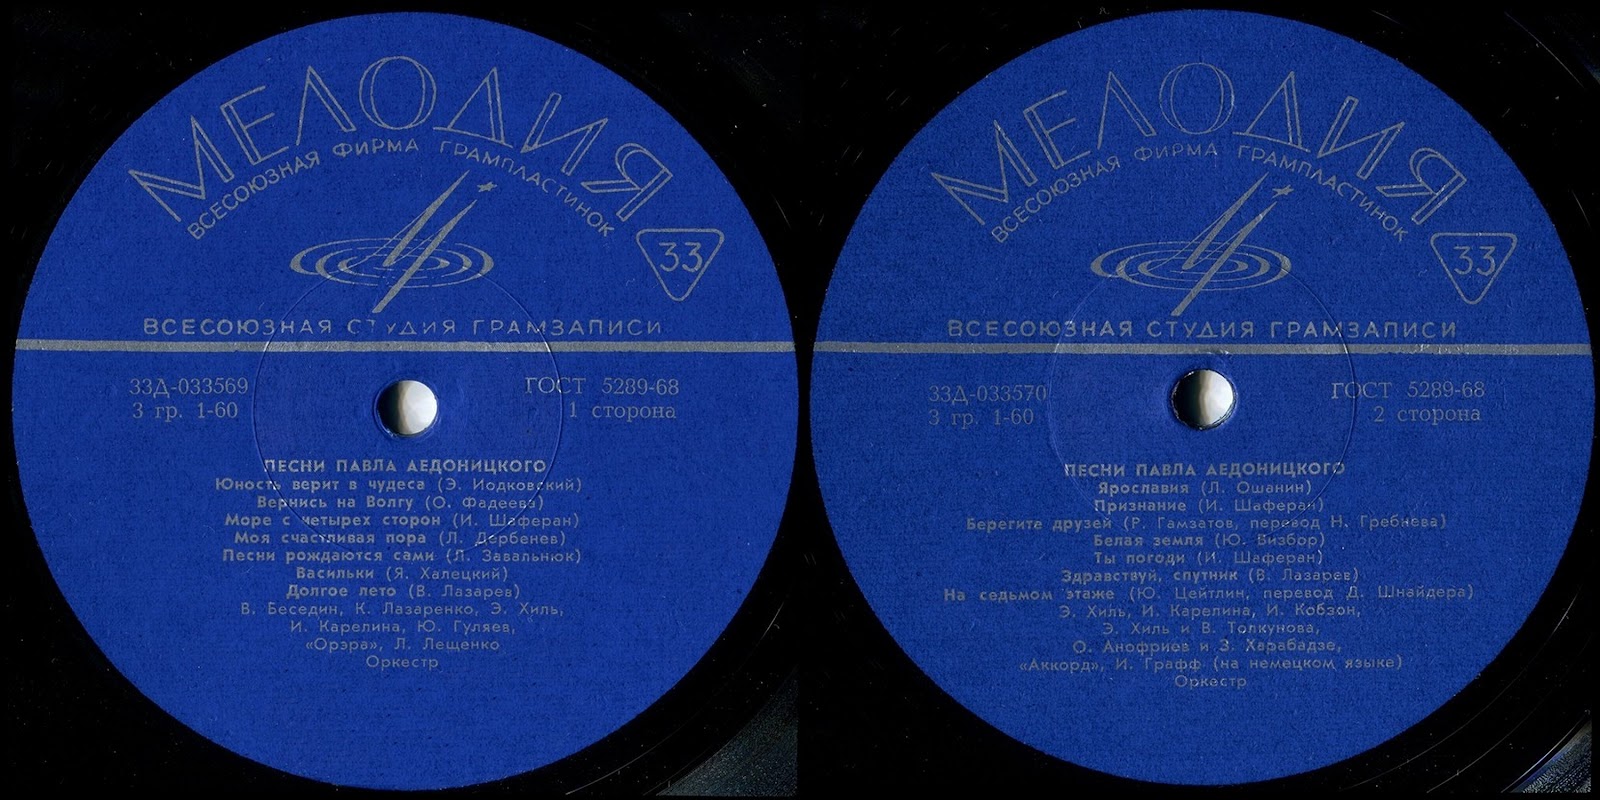 МЕЛОДИЯ
ВСЕСОЮЗНАЯ ФИРМА ГРАМПЛАСТИНОК
33
ВСЕСОЮЗНАЯ СТУДИЯ ГРАМЗАПИСИ
33Д-033569
3 гр. 1-60
ГОСТ 5289-68
1 сторона
ПЕСНИ ПАВЛА АЕДОНИЦКОГО
Юность верит в чудеса (Э. Иодковский)
Вернись на Волгу (О. Фадеева)
Море с четырех сторон (И. Шаферан)
Моя счастливая пора (Л. Дербенев)
Песни рождаются сами (Л. Завальнюк)
Васильки (Я. Халецкий)
Долгое лето (В. Лазарев)
В. Беседин, К. Лазаренко, Э. Хиль,
И. Карелина, Ю. Гуляев,
«Орэра», Л. Лещенко
Оркестр
МЕЛОДИЯ
ВСЕСОЮЗНАЯ ФИРМА ГРАМПЛАСТИНОК
33
ВСЕСОЮЗНАЯ СТУДИЯ ГРАМЗАПИСИ
33Д-033570
3 гр. 1-60
ГОСТ 5289-68
2 сторона
ПЕСНИ ПАВЛА АЕДОНИЦКОГО
Ярославия (Л. Ошанин)
Признание (И. Шаферан)
Берегите друзей (Р. Гамзатов, перевод Н. Гребнева)
Белая земля (Ю. Визбор)
Ты погоди (И. Шаферан)
Здравствуй, спутник (В. Лазарев)
На седьмом этаже (Ю. Цейтлин, перевод Д. Шнайдера)
Э. Хиль, И. Карелина, И. Кобзон,
Э. Хиль и В. Толкунова,
О. Анофриев и З. Харабадзе,
«Аккорд», И. Графф (на немецком языке)
Оркестр